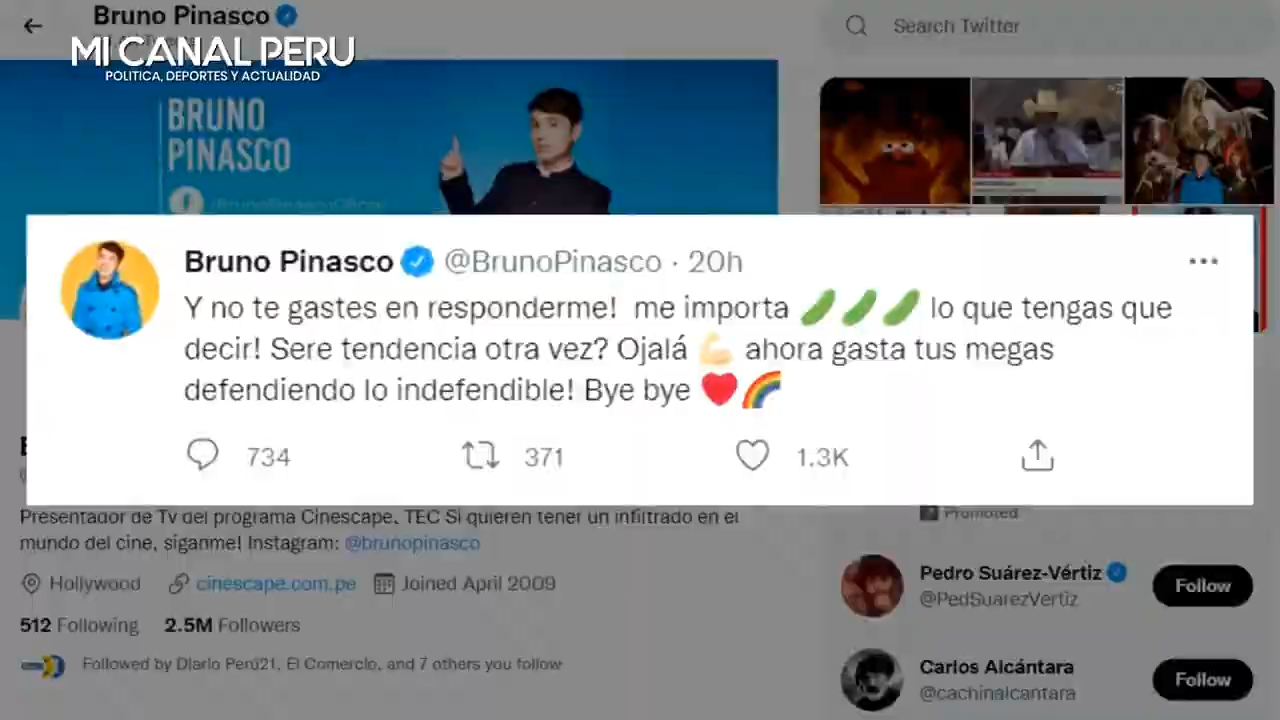 Bruno Pinasco
Search Twitter
MI CANAL PERU
POLITICA, DEPORTES Y ACTUALIDAD
BRUNO
PINASCO
Bruno Pinasco @BrunoPinasco · 20h
Y no te gastes en responderme! me importa 🥒🥒🥒 lo que tengas que
decir! Sere tendencia otra vez? Ojalá 💪🏻 ahora gasta tus megas
defendiendo lo indefendible! Bye bye ❤️🌈
734 371 1.3K
Presentador de Tv del programa Cinescape. TEC Si quieren tener un infiltrado en el
mundo del cine, siganme! Instagram: @brunopinasco
Hollywood cinescape.com.pe Joined April 2009
512 Following 2.5M Followers
Followed by Diario Perú21, El Comercio, and 7 others you follow
Promoted
Pedro Suárez-Vértiz
@PedSuarezVertiz
Follow
Carlos Alcántara
@cachinalcantara
Follow